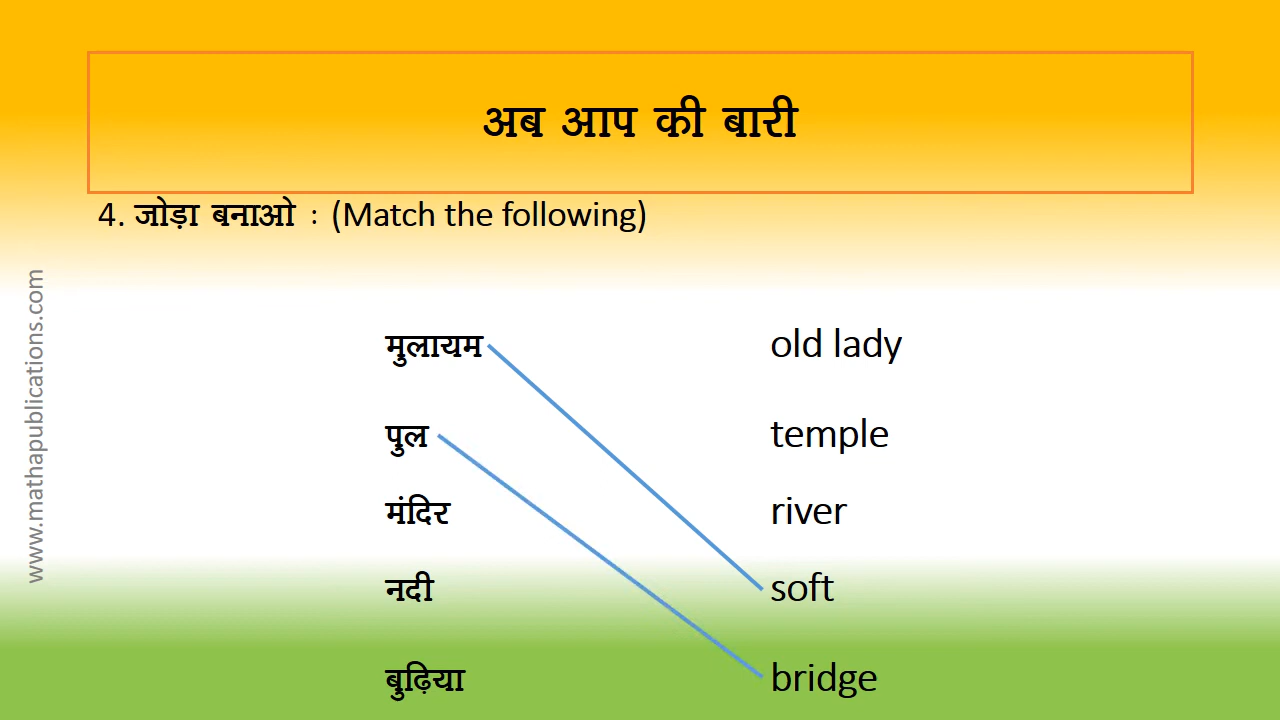 अब आप की बारी
4. जोड़ा बनाओ : (Match the following)
मुलायम old lady
पुल temple
मंदिर river
नदी soft
बुढ़िया bridge
www.mathapublications.com